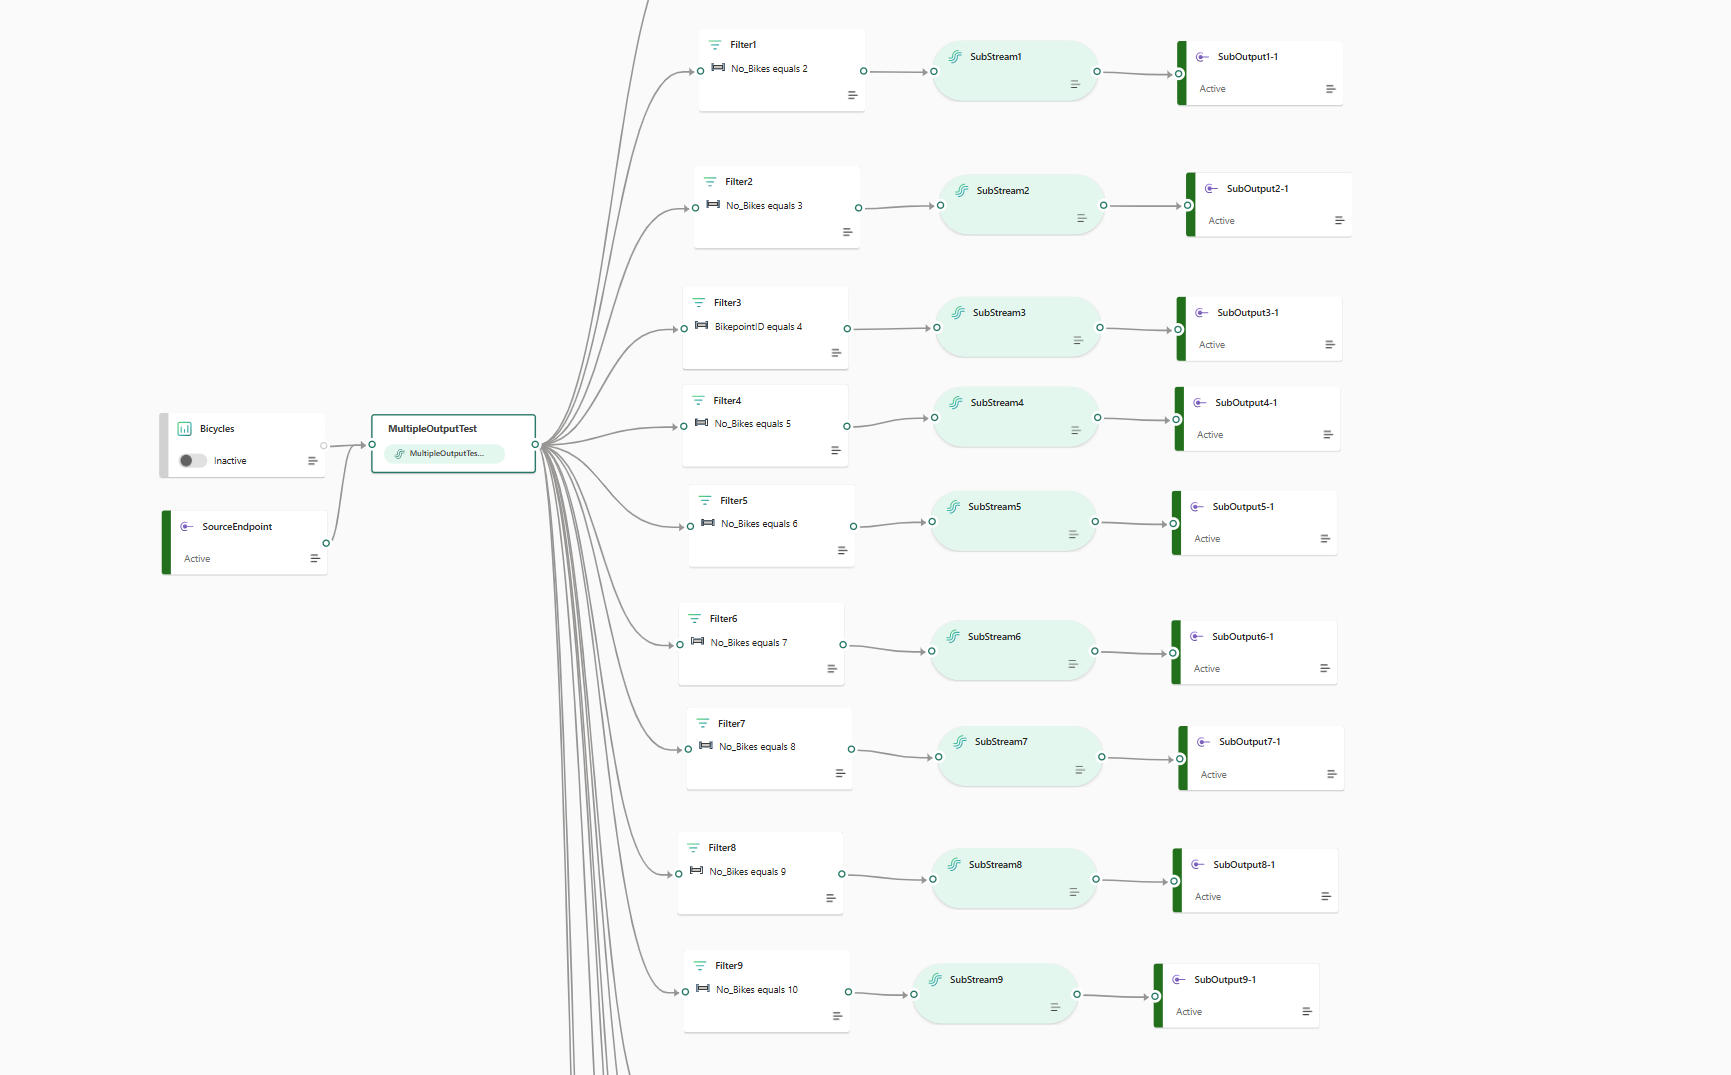 Bicycles
Inactive
SourceEndpoint
Active
MultipleOutputTest
MultipleOutputTes...
Filter1
No_Bikes equals 2
SubStream1
SubOutput1-1
Active
Filter2
No_Bikes equals 3
SubStream2
SubOutput2-1
Active
Filter3
BikepointID equals 4
SubStream3
SubOutput3-1
Active
Filter4
No_Bikes equals 5
SubStream4
SubOutput4-1
Active
Filter5
No_Bikes equals 6
SubStream5
SubOutput5-1
Active
Filter6
No_Bikes equals 7
SubStream6
SubOutput6-1
Active
Filter7
No_Bikes equals 8
SubStream7
SubOutput7-1
Active
Filter8
No_Bikes equals 9
SubStream8
SubOutput8-1
Active
Filter9
No_Bikes equals 10
SubStream9
SubOutput9-1
Active